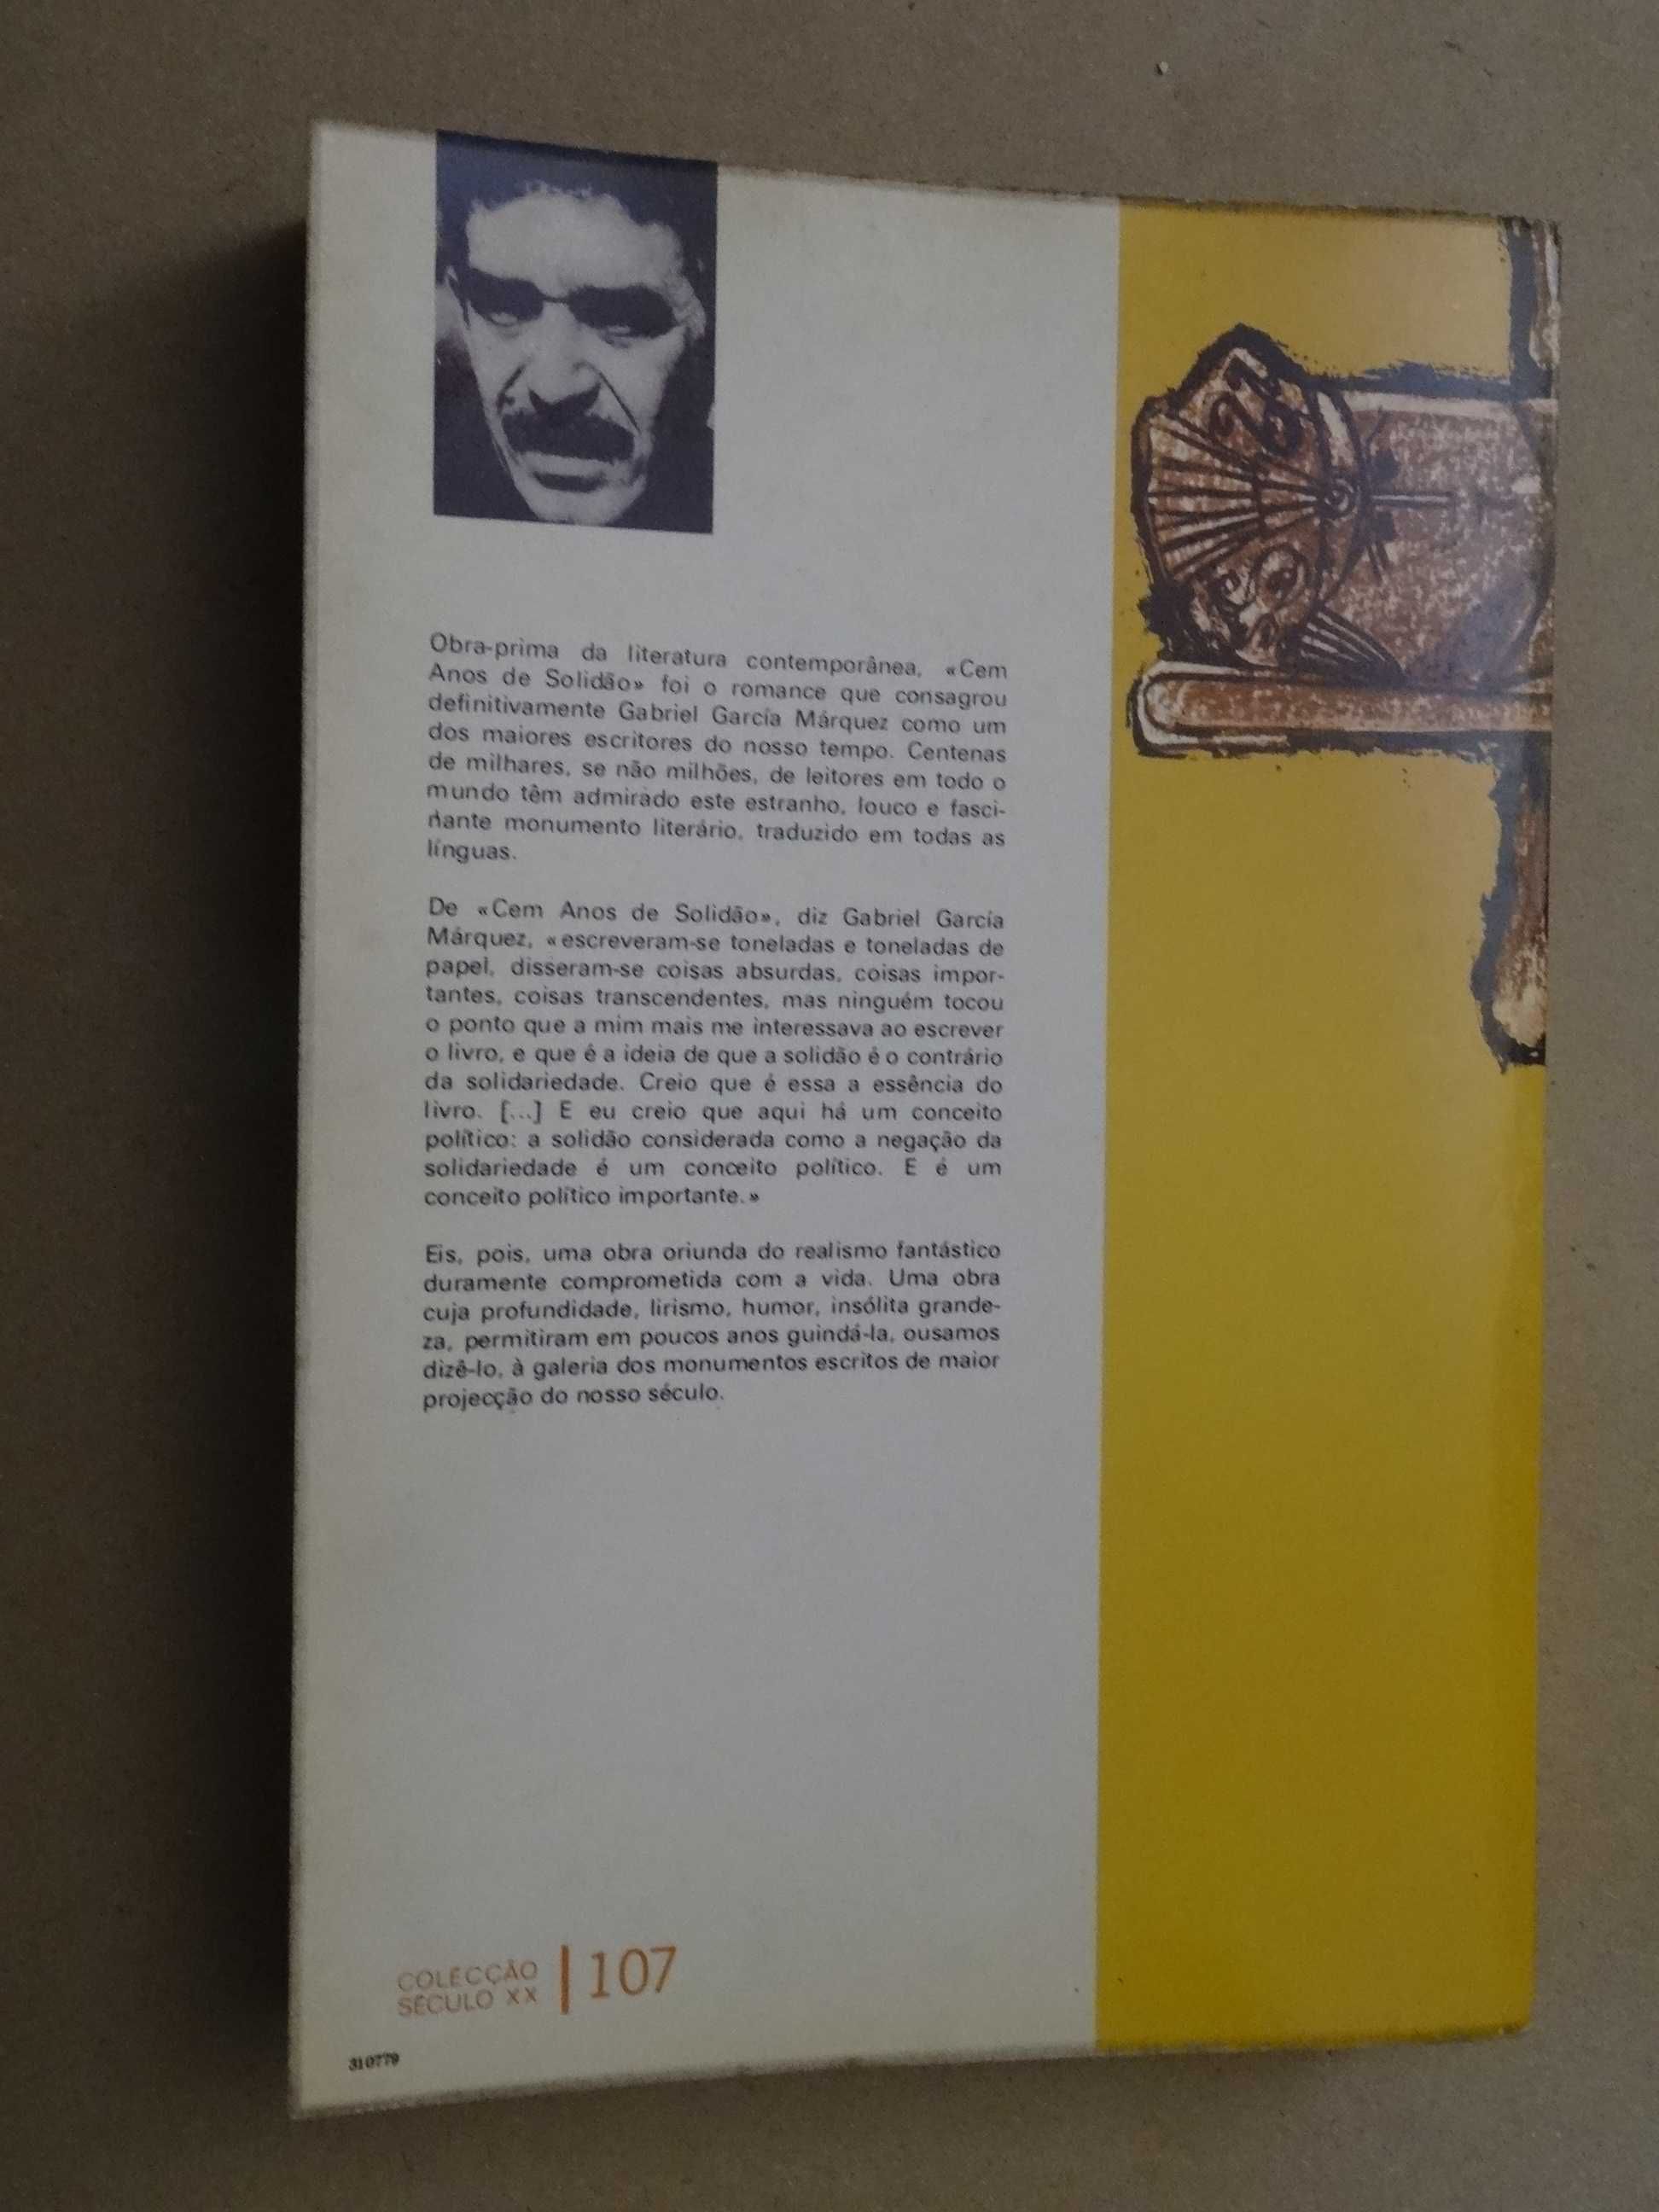 Obra-prima da literatura contemporânea, «Cem
Anos de Solidão» foi o romance que consagrou
definitivamente Gabriel García Márquez como um
dos maiores escritores do nosso tempo. Centenas
de milhares, se não milhões, de leitores em todo o
mundo têm admirado este estranho, louco e fasci-
nante monumento literário, traduzido em todas as
línguas.
De «Cem Anos de Solidão», diz Gabriel García
Márquez, «escreveram-se toneladas e toneladas de
papel, disseram-se coisas absurdas, coisas impor-
tantes, coisas transcendentes, mas ninguém tocou
o ponto que a mim mais me interessava ao escrever
o livro, e que é a ideia de que a solidão é o contrário
da solidariedade. Creio que é essa a essência do
livro. [...] E eu creio que aqui há um conceito
político: a solidão considerada como a negação da
solidariedade é um conceito político. E é um
conceito político importante.»
Eis, pois, uma obra oriunda do realismo fantástico
duramente comprometida com a vida. Uma obra
cuja profundidade, lirismo, humor, insólita grande-
za, permitiram em poucos anos guindá-la, ousamos
dizê-lo, à galeria dos monumentos escritos de maior
projecção do nosso século.
COLECÇÃO
SÉCULO XX | 107
310779